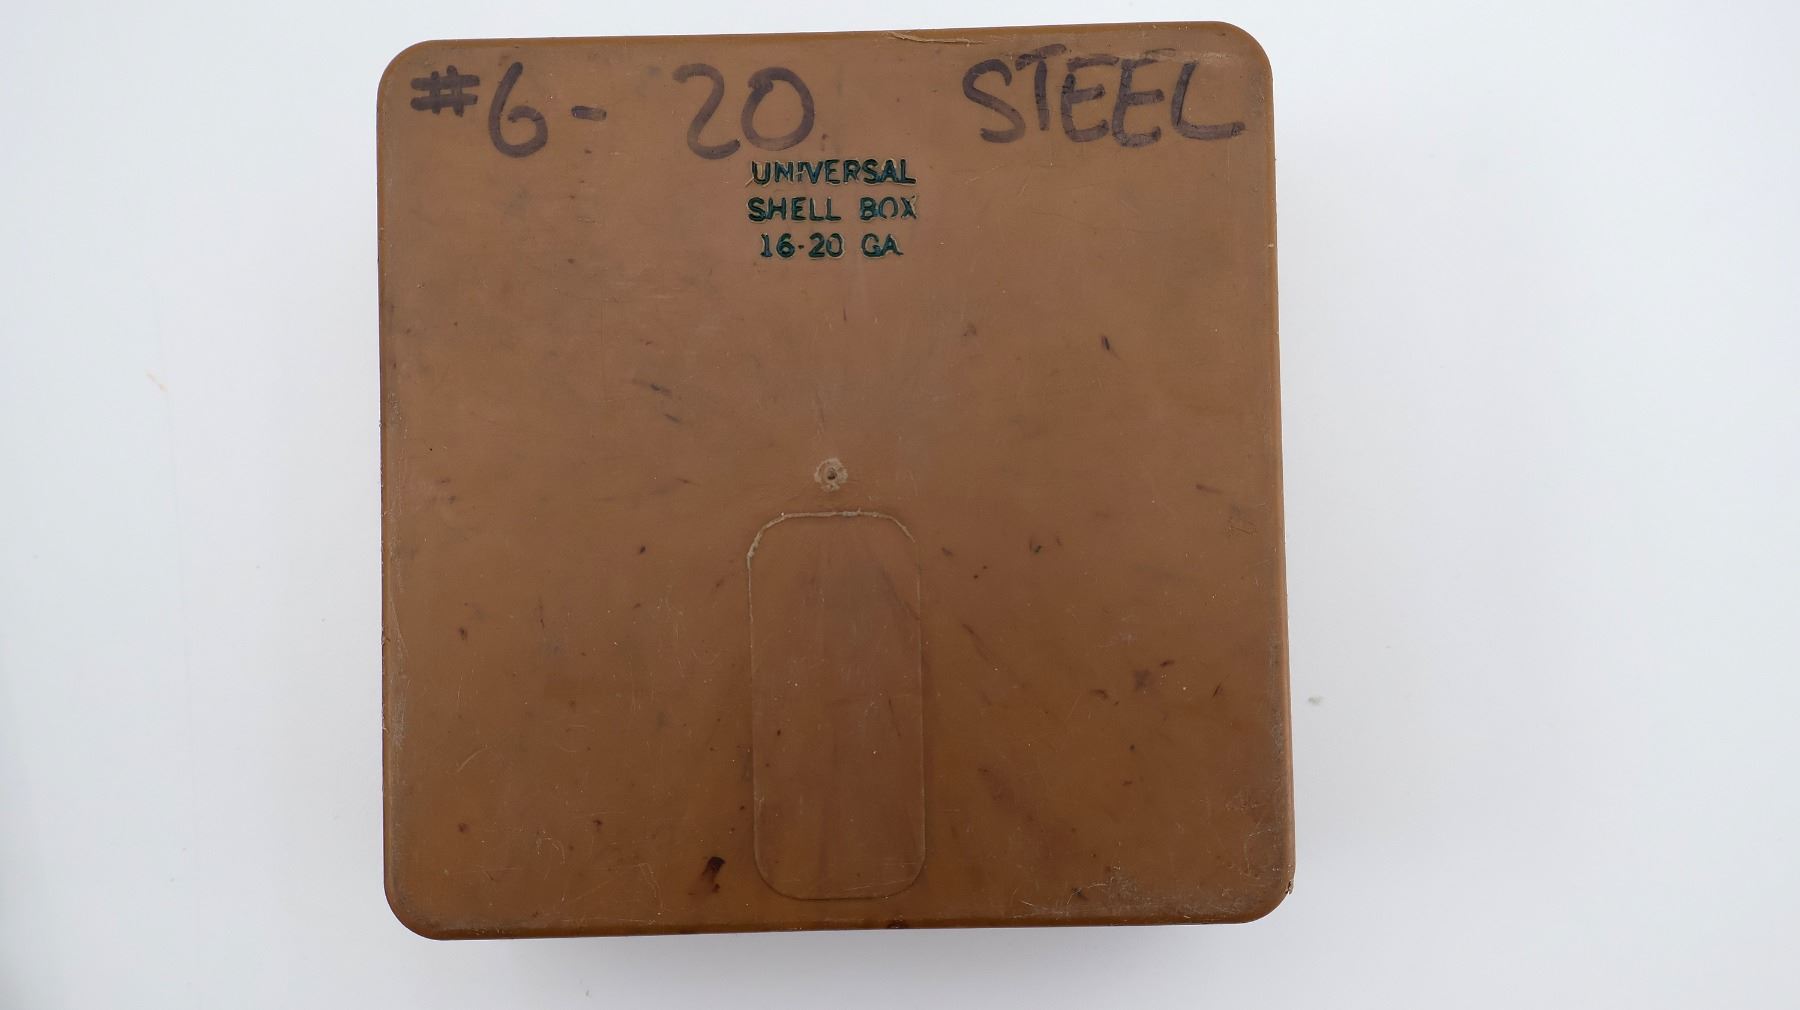 #6- 20 STEEL
UNIVERSAL
SHELL BOX
16-20 GA